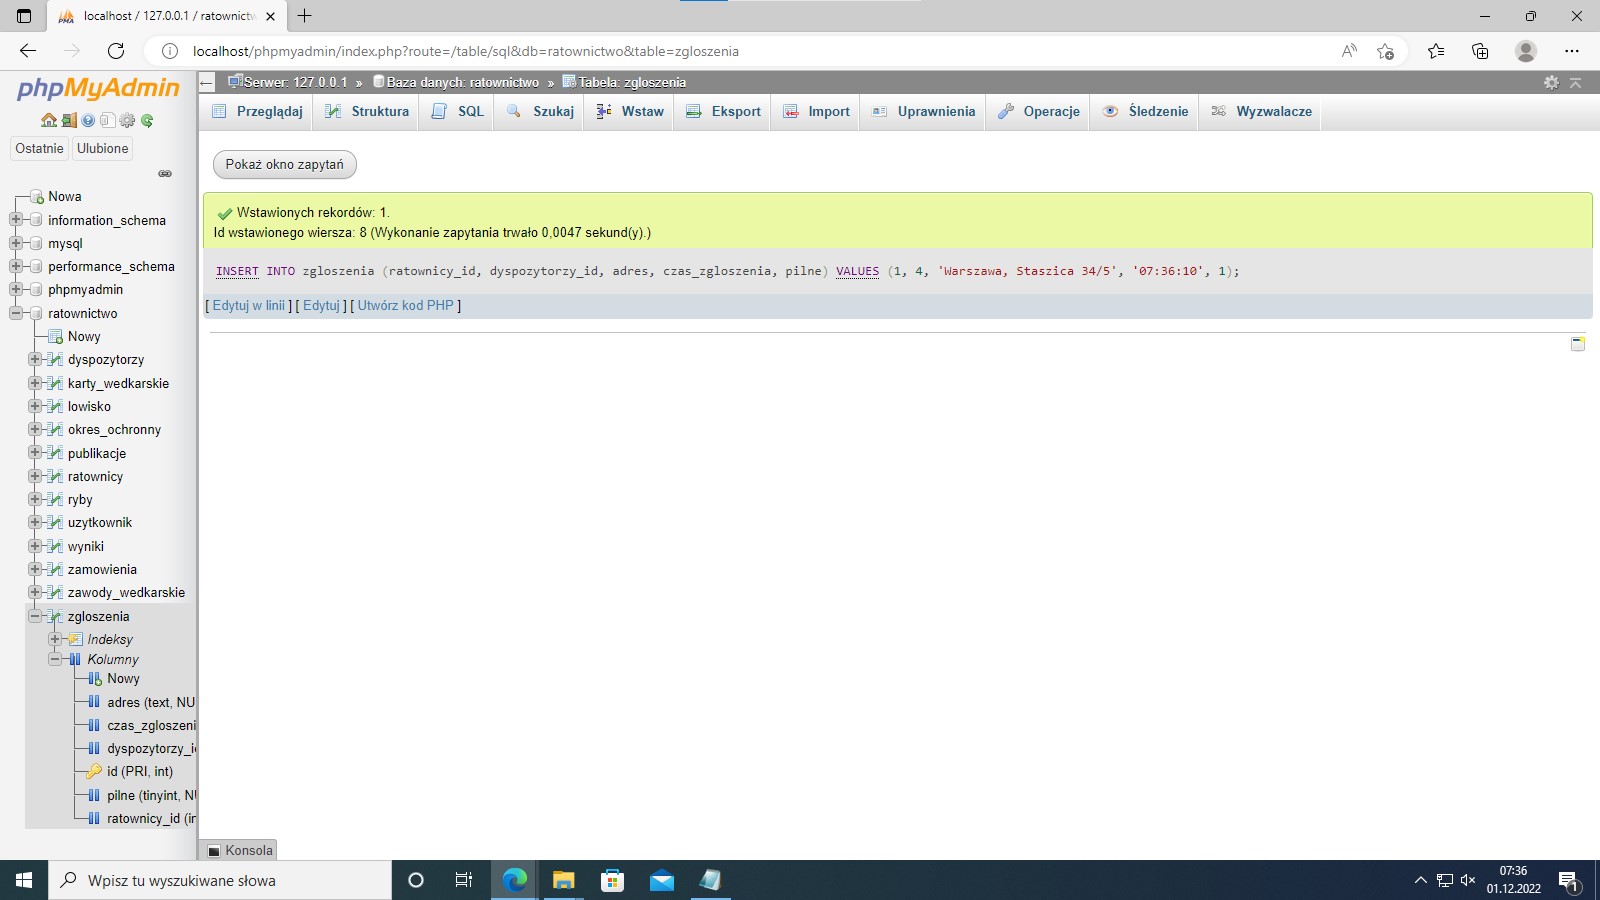 localhost / 127.0.0.1 / ratownictw
localhost/phpmyadmin/index.php?route=/table/sql&db=ratownictwo&table=zgloszenia
phpMyAdmin
Serwer: 127.0.0.1 » Baza danych: ratownictwo » Tabela: zgloszenia
Przeglądaj Struktura SQL Szukaj Wstaw Eksport Import Uprawnienia Operacje Śledzenie Wyzwalacze
Ostatnie Ulubione
Nowa
information_schema
mysql
performance_schema
phpmyadmin
ratownictwo
Nowy
dyspozytorzy
karty_wedkarskie
lowisko
okres_ochronny
publikacje
ratownicy
ryby
uzytkownik
wyniki
zamowienia
zawody_wedkarskie
zgloszenia
Indeksy
Kolumny
Nowy
adres (text, NU
czas_zgloszeni
dyspozytorzy_i
id (PRI, int)
pilne (tinyint, NU
ratownicy_id (in
Pokaż okno zapytań
Wstawionych rekordów: 1.
Id wstawionego wiersza: 8 (Wykonanie zapytania trwało 0,0047 sekund(y).)
INSERT INTO zgloszenia (ratownicy_id, dyspozytorzy_id, adres, czas_zgloszenia, pilne) VALUES (1, 4, 'Warszawa, Staszica 34/5', '07:36:10', 1);
[ Edytuj w linii ] [ Edytuj ] [ Utwórz kod PHP ]
Konsola
Wpisz tu wyszukiwane słowa
07:36
01.12.2022
1